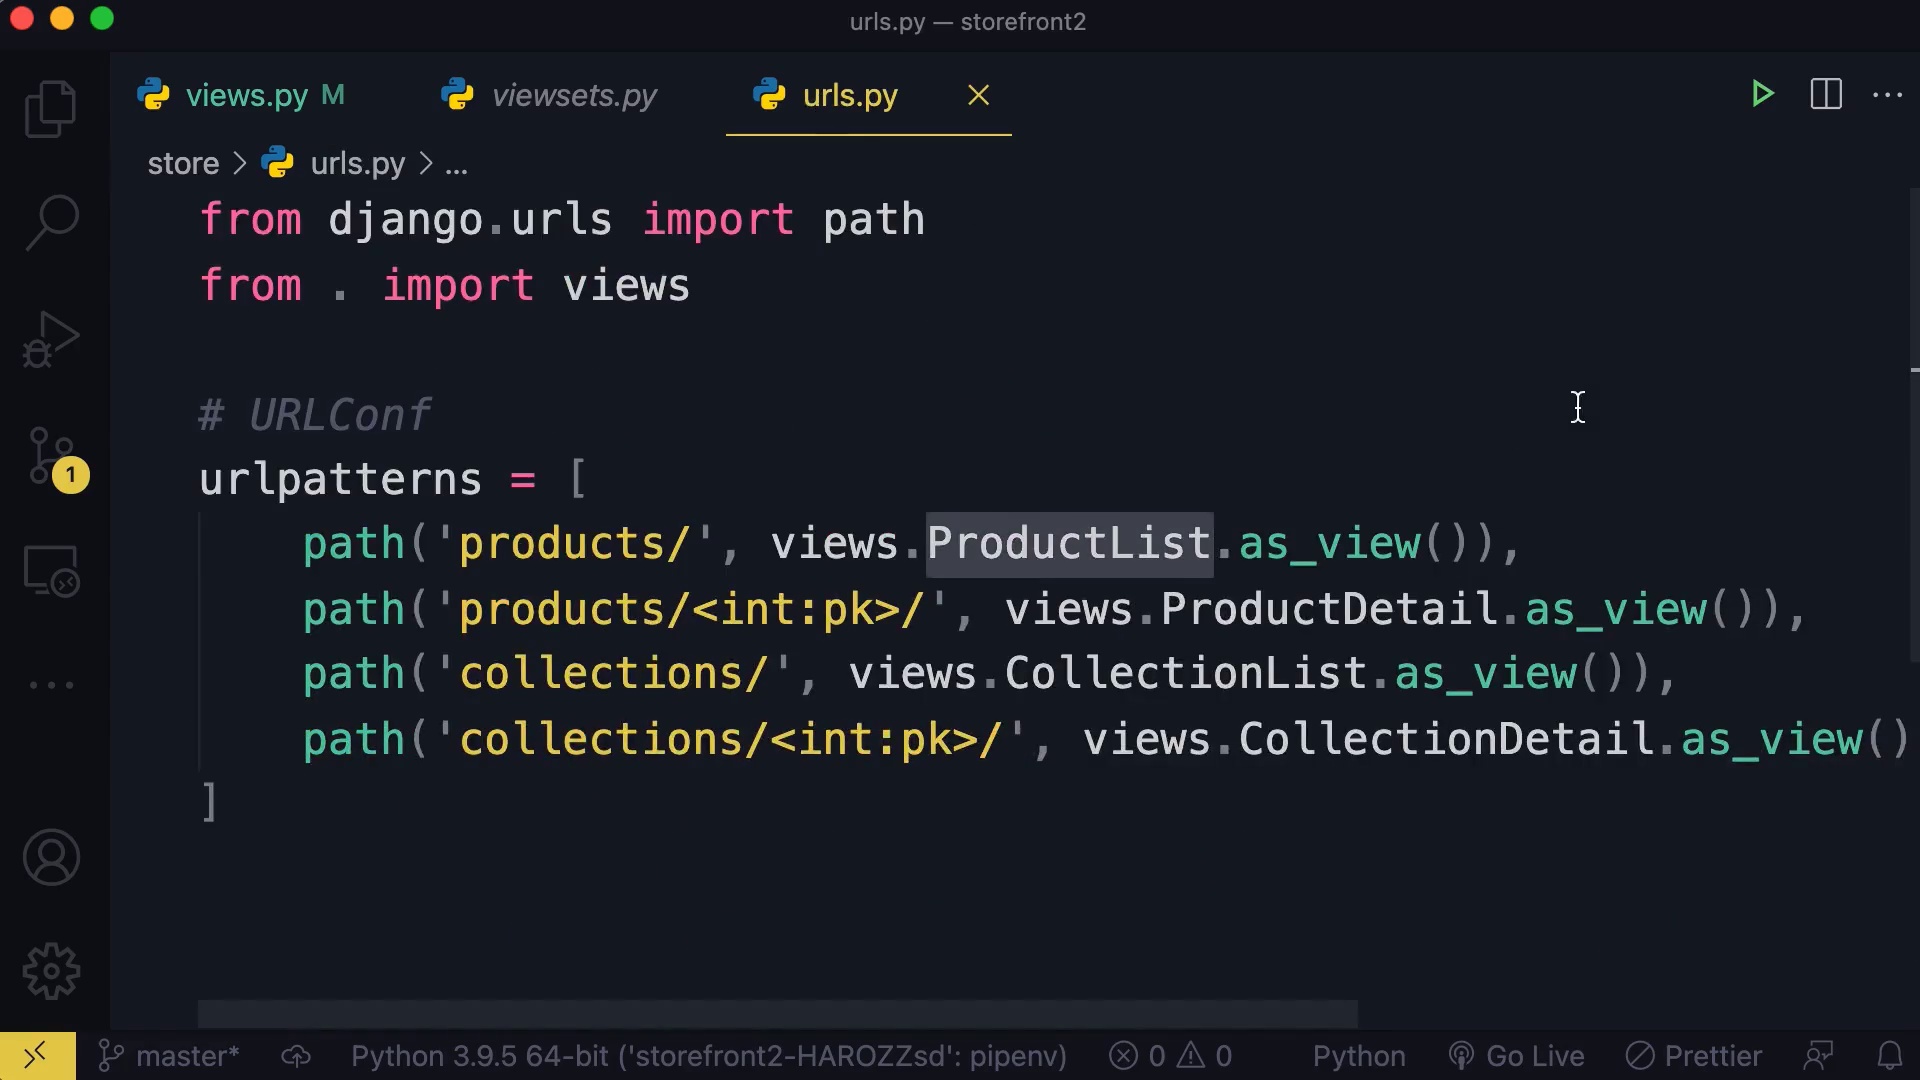 urls.py — storefront2
views.py M viewsets.py urls.py
store > urls.py > ...
from django.urls import path
from . import views
# URLConf
urlpatterns = [
path('products/', views.ProductList.as_view()),
path('products/<int:pk>/', views.ProductDetail.as_view()),
path('collections/', views.CollectionList.as_view()),
path('collections/<int:pk>/', views.CollectionDetail.as_view()
]
1
master* Python 3.9.5 64-bit ('storefront2-HAROZZsd': pipenv) 0 0 Python Go Live Prettier